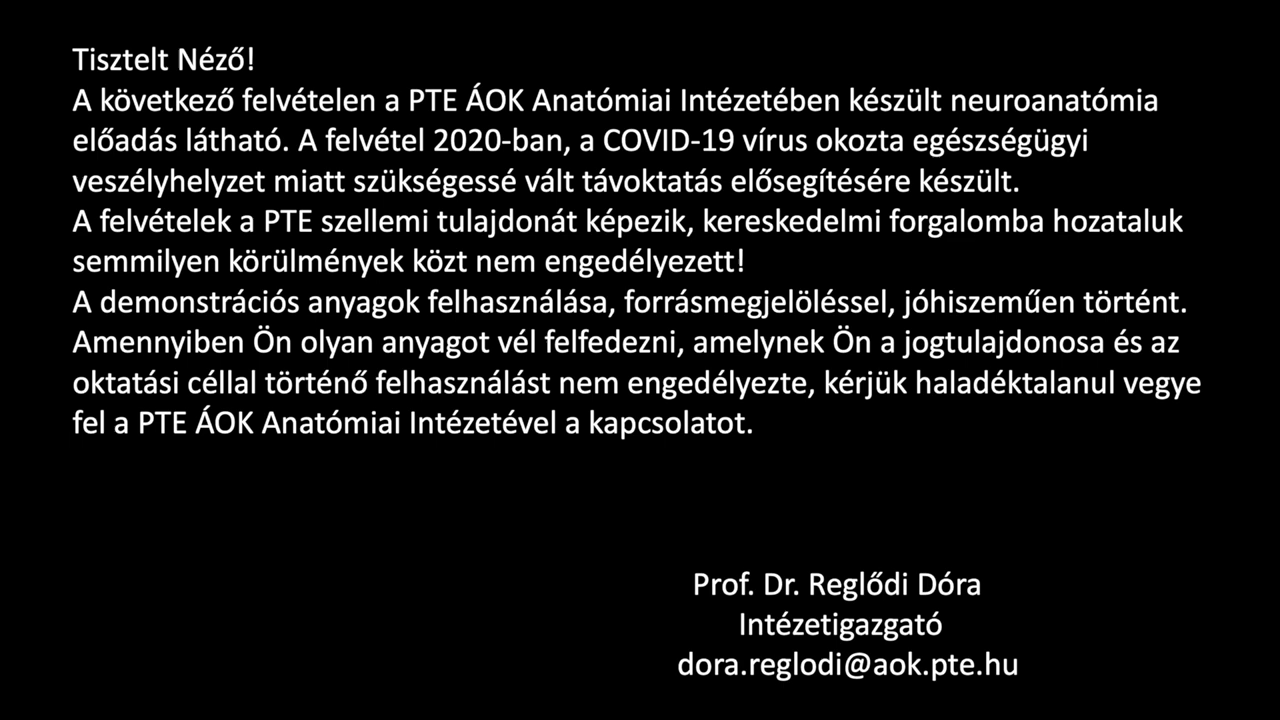 Tisztelt Néző!
A következő felvételen a PTE ÁOK Anatómiai Intézetében készült neuroanatómia
előadás látható. A felvétel 2020-ban, a COVID-19 vírus okozta egészségügyi
veszélyhelyzet miatt szükségessé vált távoktatás elősegítésére készült.
A felvételek a PTE szellemi tulajdonát képezik, kereskedelmi forgalomba hozataluk
semmilyen körülmények közt nem engedélyezett!
A demonstrációs anyagok felhasználása, forrásmegjelöléssel, jóhiszeműen történt.
Amennyiben Ön olyan anyagot vél felfedezni, amelynek Ön a jogtulajdonosa és az
oktatási céllal történő felhasználást nem engedélyezte, kérjük haladéktalanul vegye
fel a PTE ÁOK Anatómiai Intézetével a kapcsolatot.
Prof. Dr. Reglődi Dóra
Intézetigazgató
dora.reglodi@aok.pte.hu